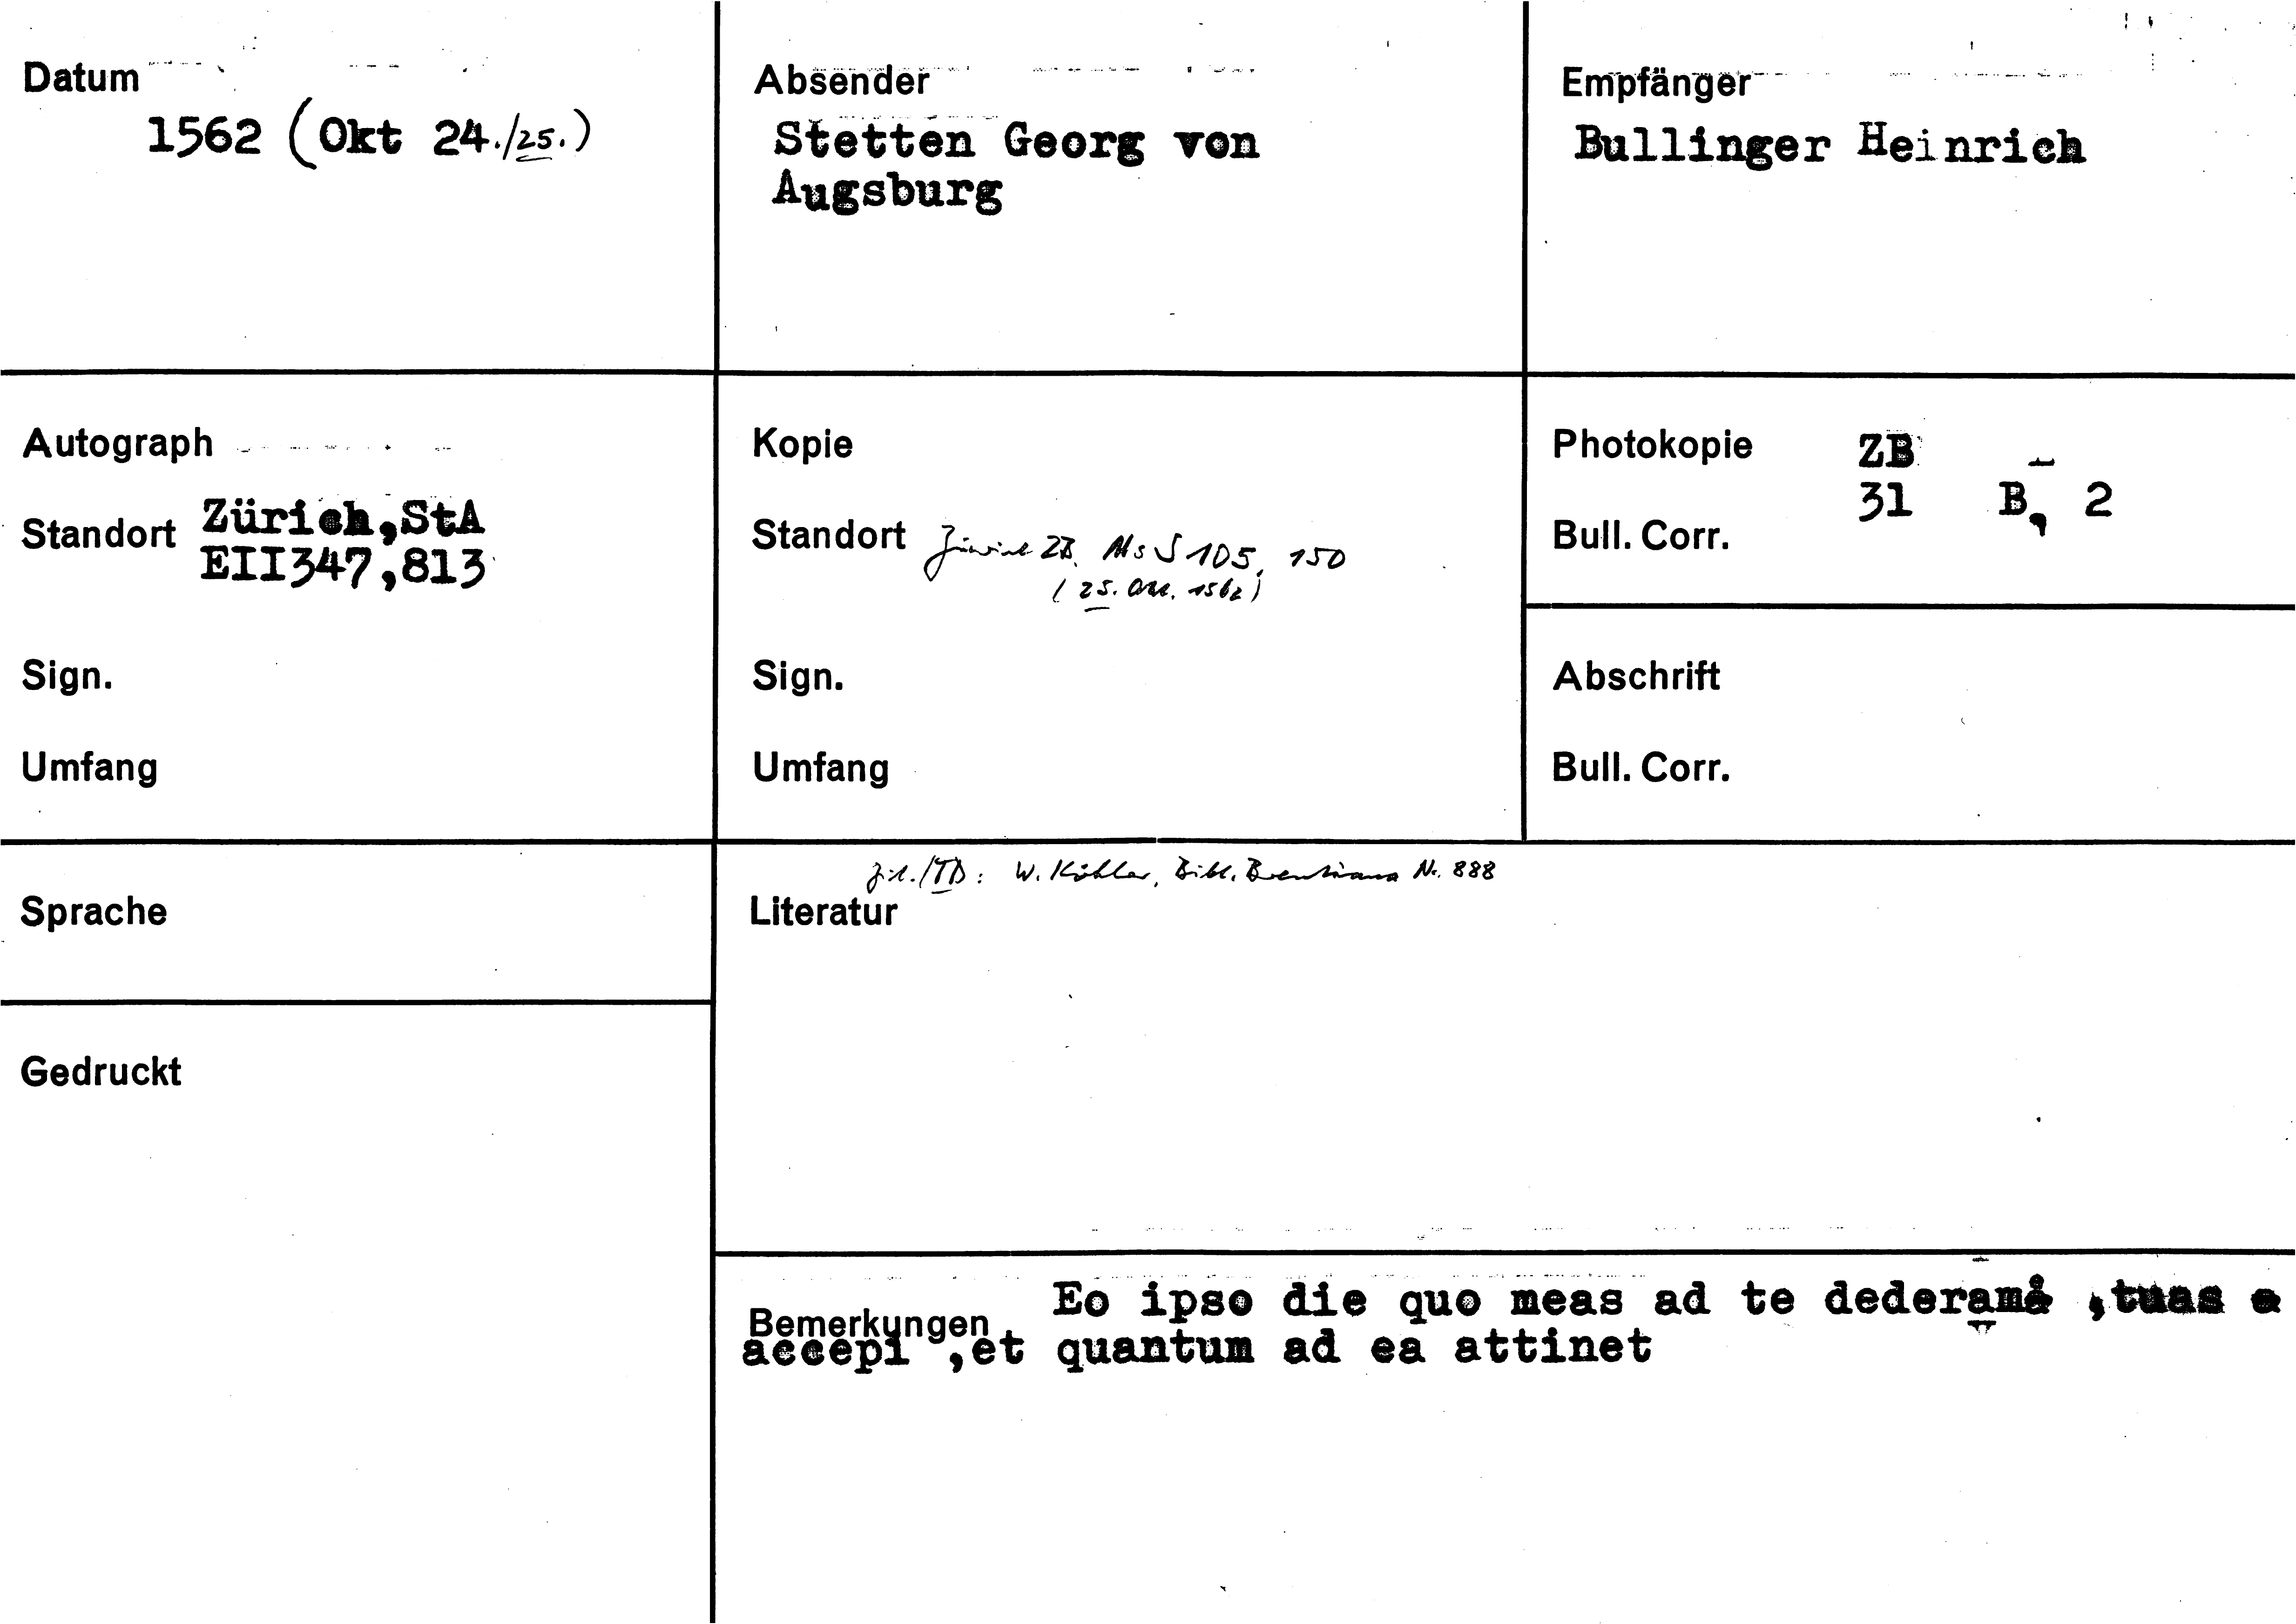 Datum
1562 (Okt 24./25.)
Absender
Stetten Georg von
Augsburg
Empfänger
Bullinger Heinrich
Autograph
Standort Zürich,StA
EII347,813
Sign.
Umfang
Kopie
Standort Zürich ZB, Ms S 105, 150
(25. Okt. 1562)
Sign.
Umfang
Photokopie ZB
31 B, 2
Bull. Corr.
Abschrift
Bull. Corr.
Sprache
Gedruckt
W. Köhler, Bibl. Brentiana Nr. 888
Literatur
Bemerkungen Eo ipso die quo meas ad te dederam ,tuas
accepi ,et quantum ad ea attinet